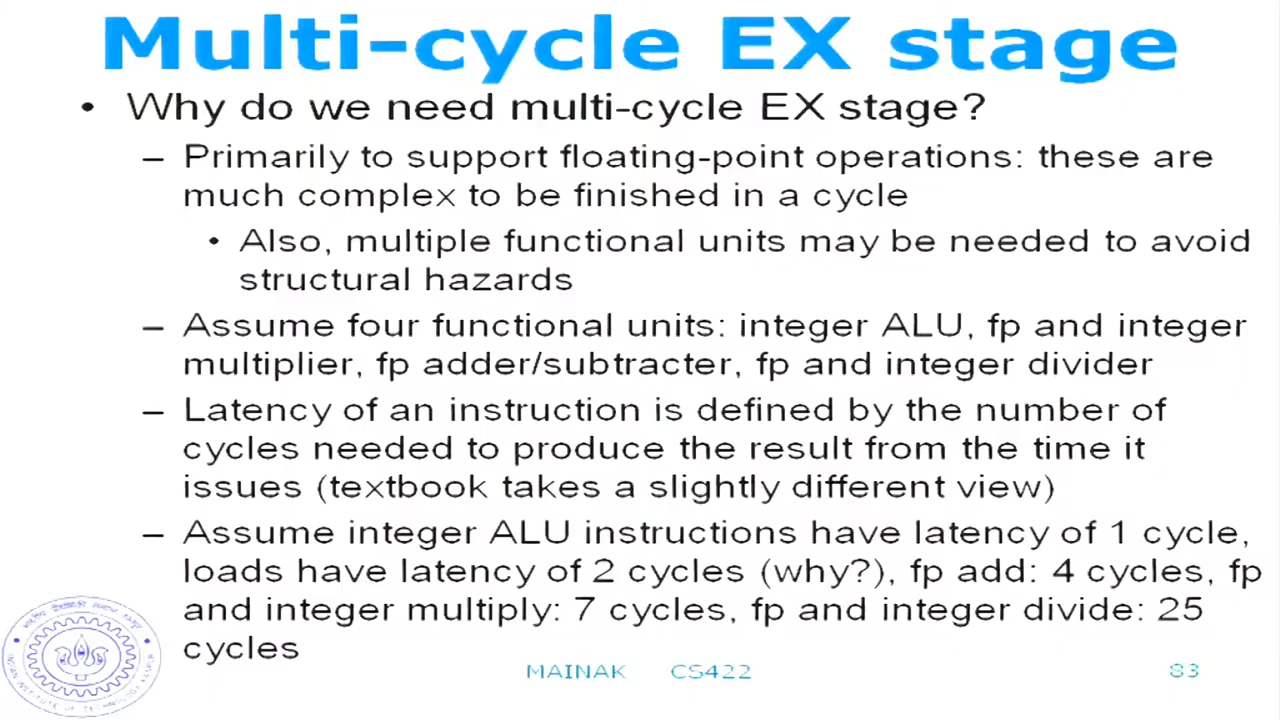 Multi-cycle EX stage
• Why do we need multi-cycle EX stage?
– Primarily to support floating-point operations: these are
much complex to be finished in a cycle
• Also, multiple functional units may be needed to avoid
structural hazards
– Assume four functional units: integer ALU, fp and integer
multiplier, fp adder/subtracter, fp and integer divider
– Latency of an instruction is defined by the number of
cycles needed to produce the result from the time it
issues (textbook takes a slightly different view)
– Assume integer ALU instructions have latency of 1 cycle,
loads have latency of 2 cycles (why?), fp add: 4 cycles, fp
and integer multiply: 7 cycles, fp and integer divide: 25
cycles
MAINAK CS422
83